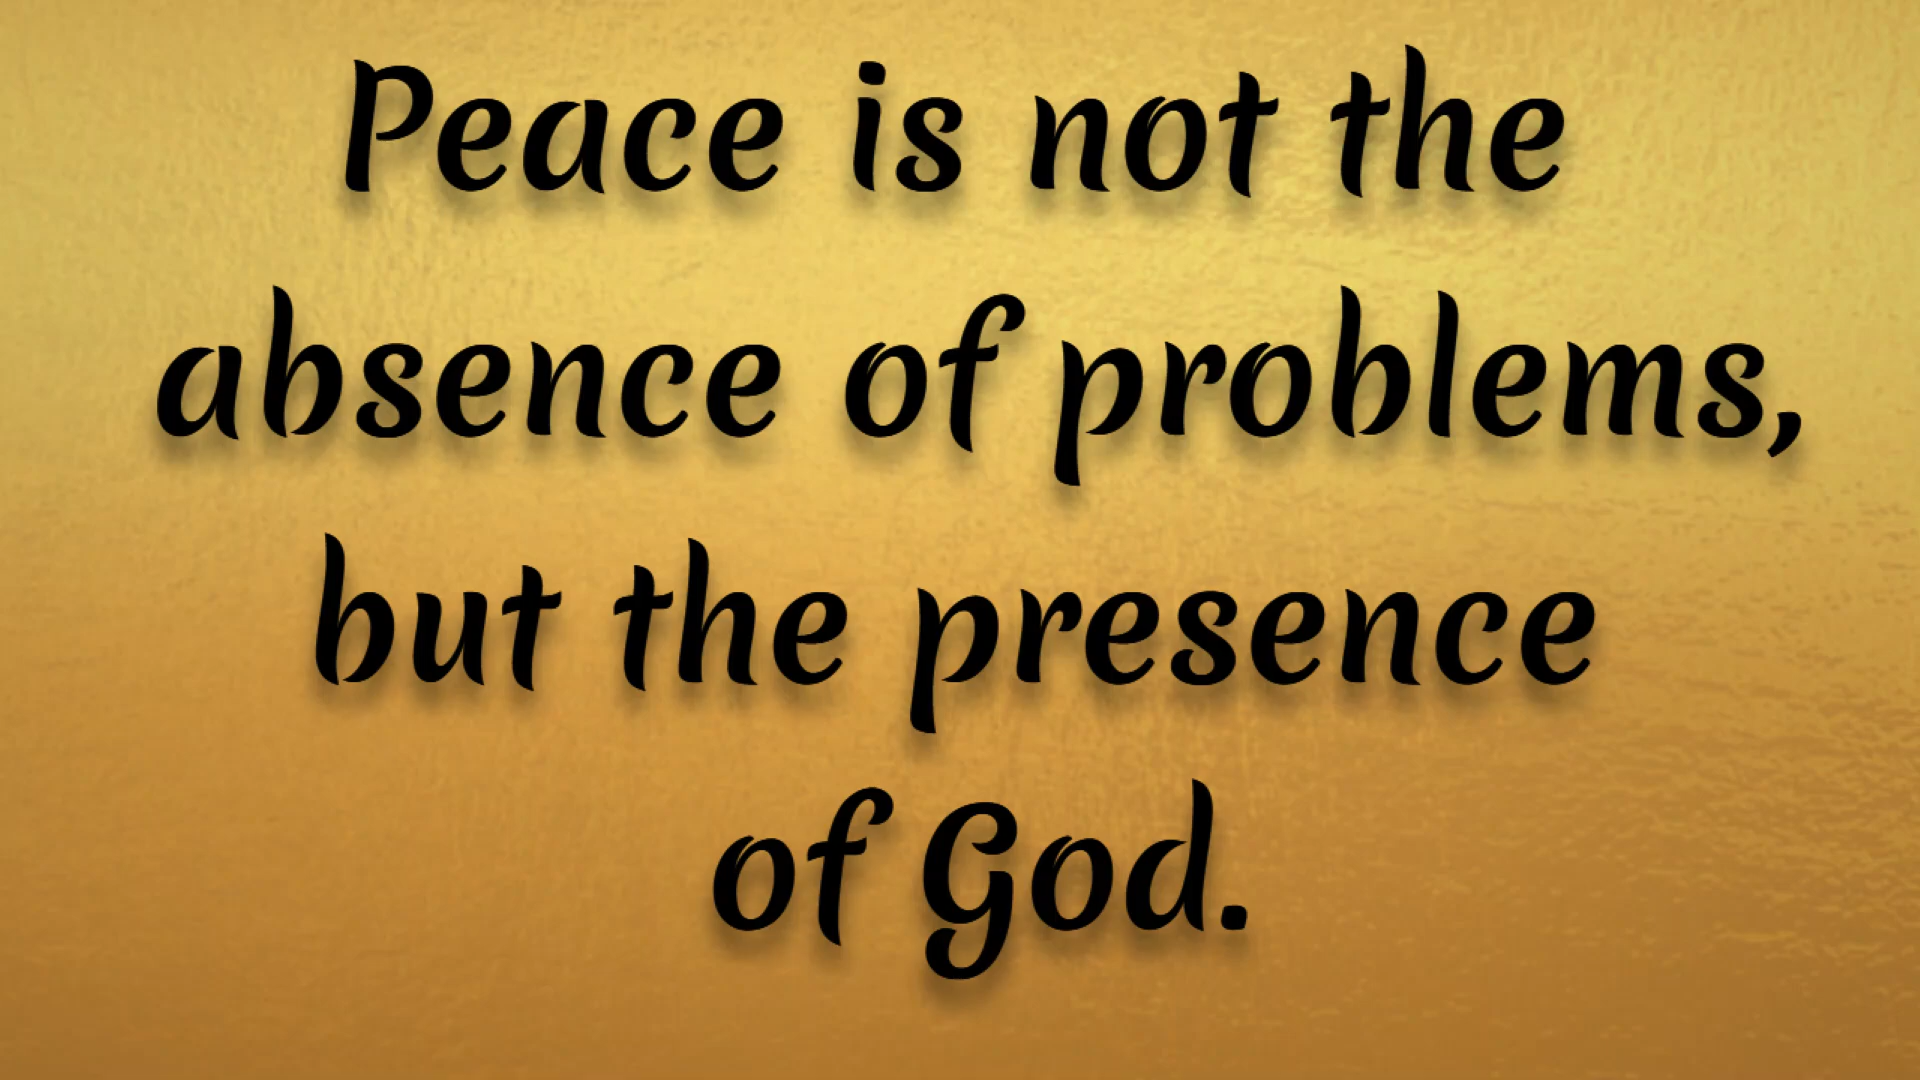 Peace is not the
absence of problems,
but the presence
of God.